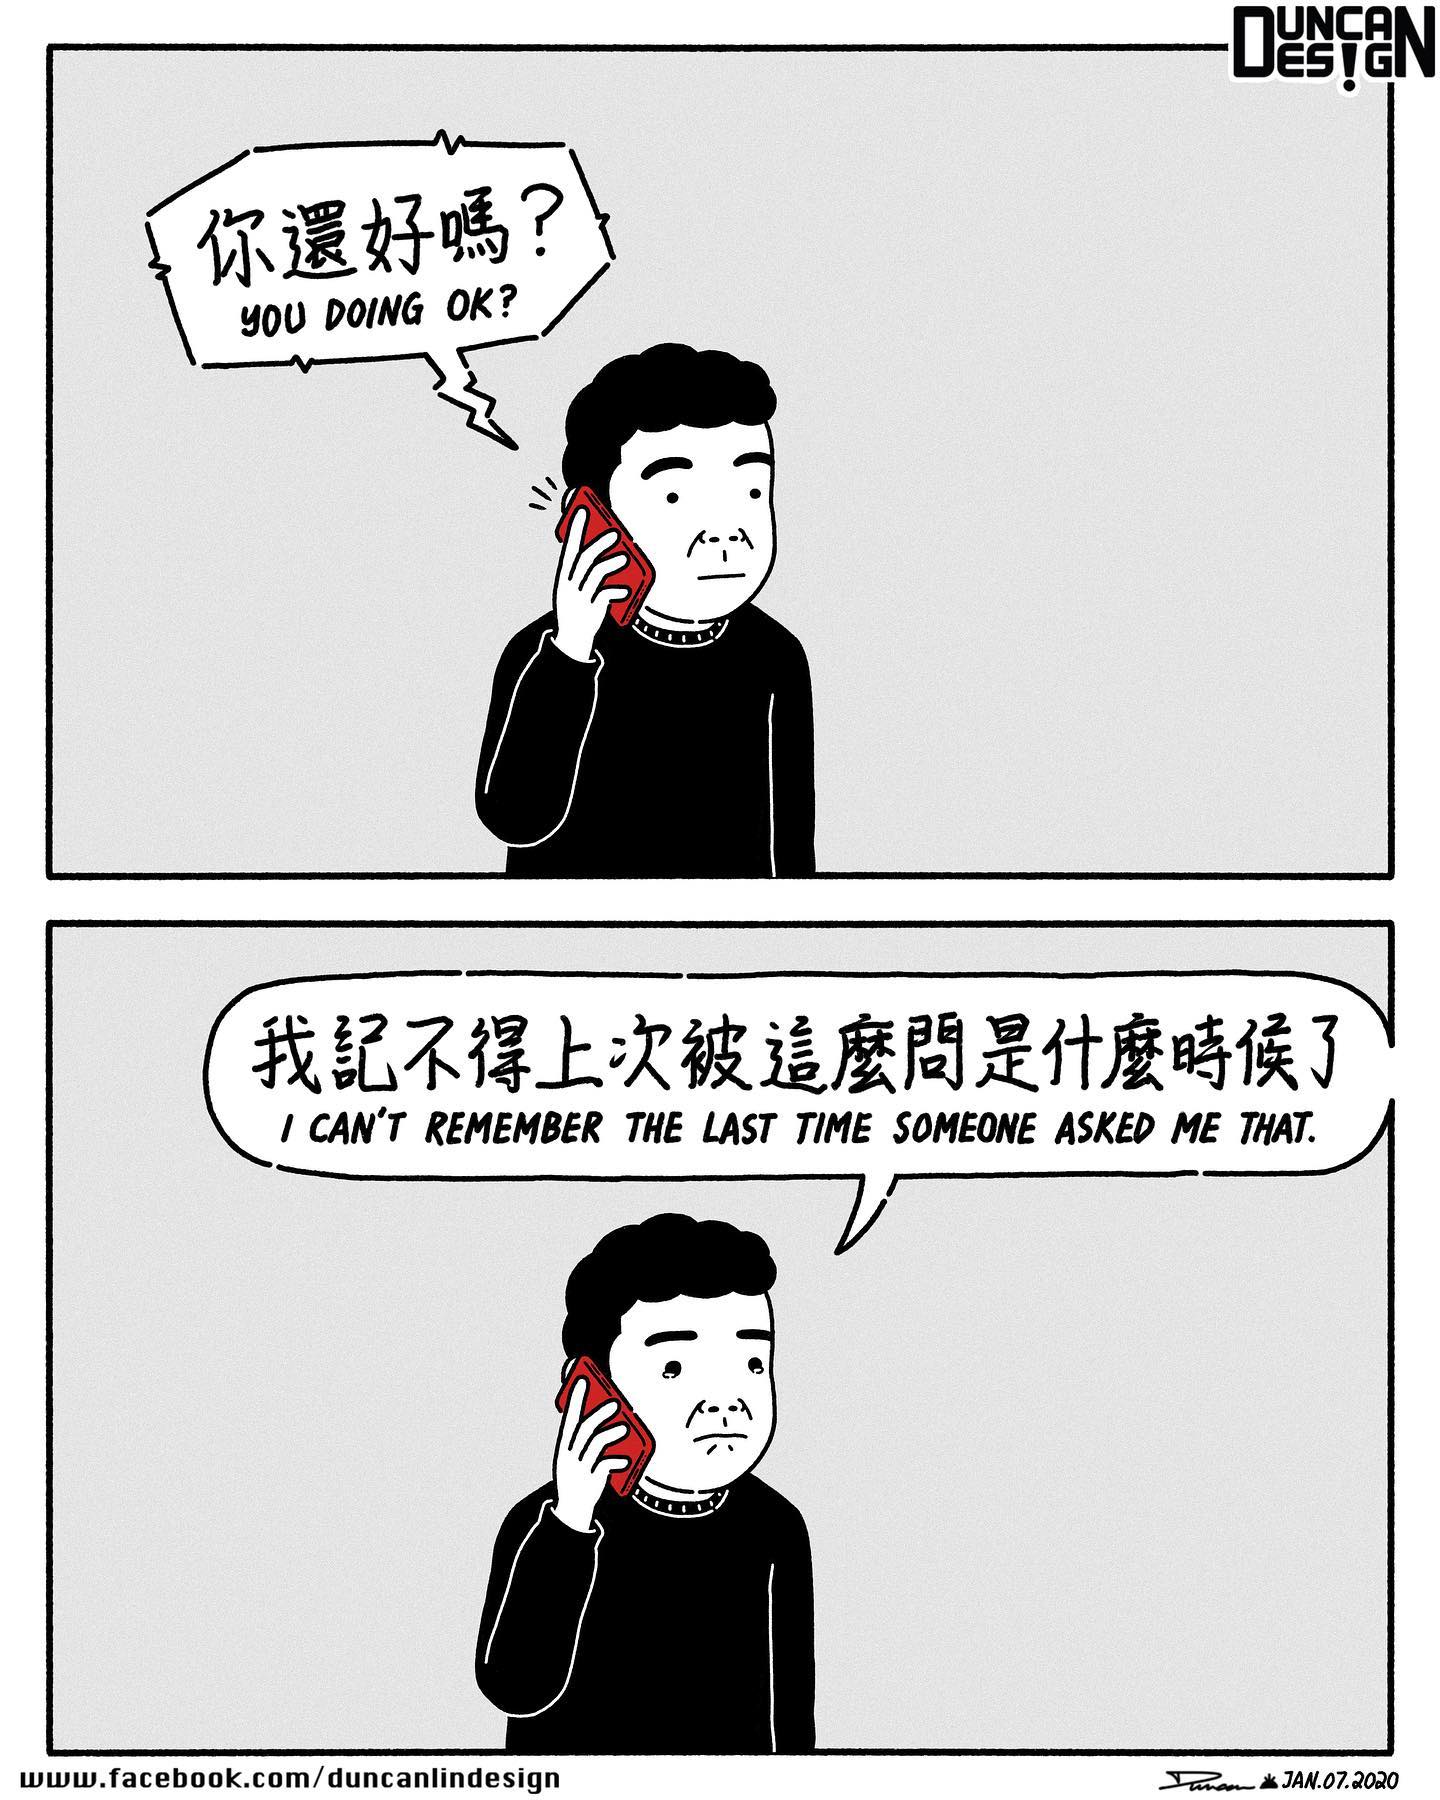 DUNCAN
DESIGN
你還好嗎？
YOU DOING OK?
我記不得上次被這麼問是什麼時候了
I CAN'T REMEMBER THE LAST TIME SOMEONE ASKED ME THAT.
www.facebook.com/duncanlindesign
Duncan JAN.07.2020